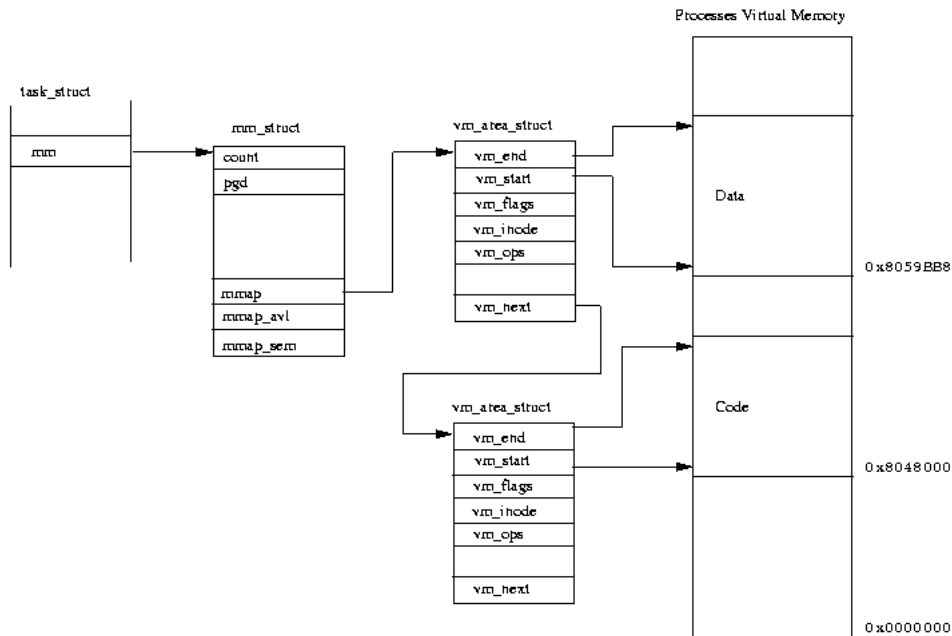 Processes Virtual Memory
task_struct
mm
mm_struct
count
pgd
mmap
mmap_avl
mmap_sem
vm_area_struct
vm_end
vm_start
vm_flags
vm_inode
vm_ops
vm_next
vm_area_struct
vm_end
vm_start
vm_flags
vm_inode
vm_ops
vm_next
Data
0x8059BB8
Code
0x8048000
0x0000000